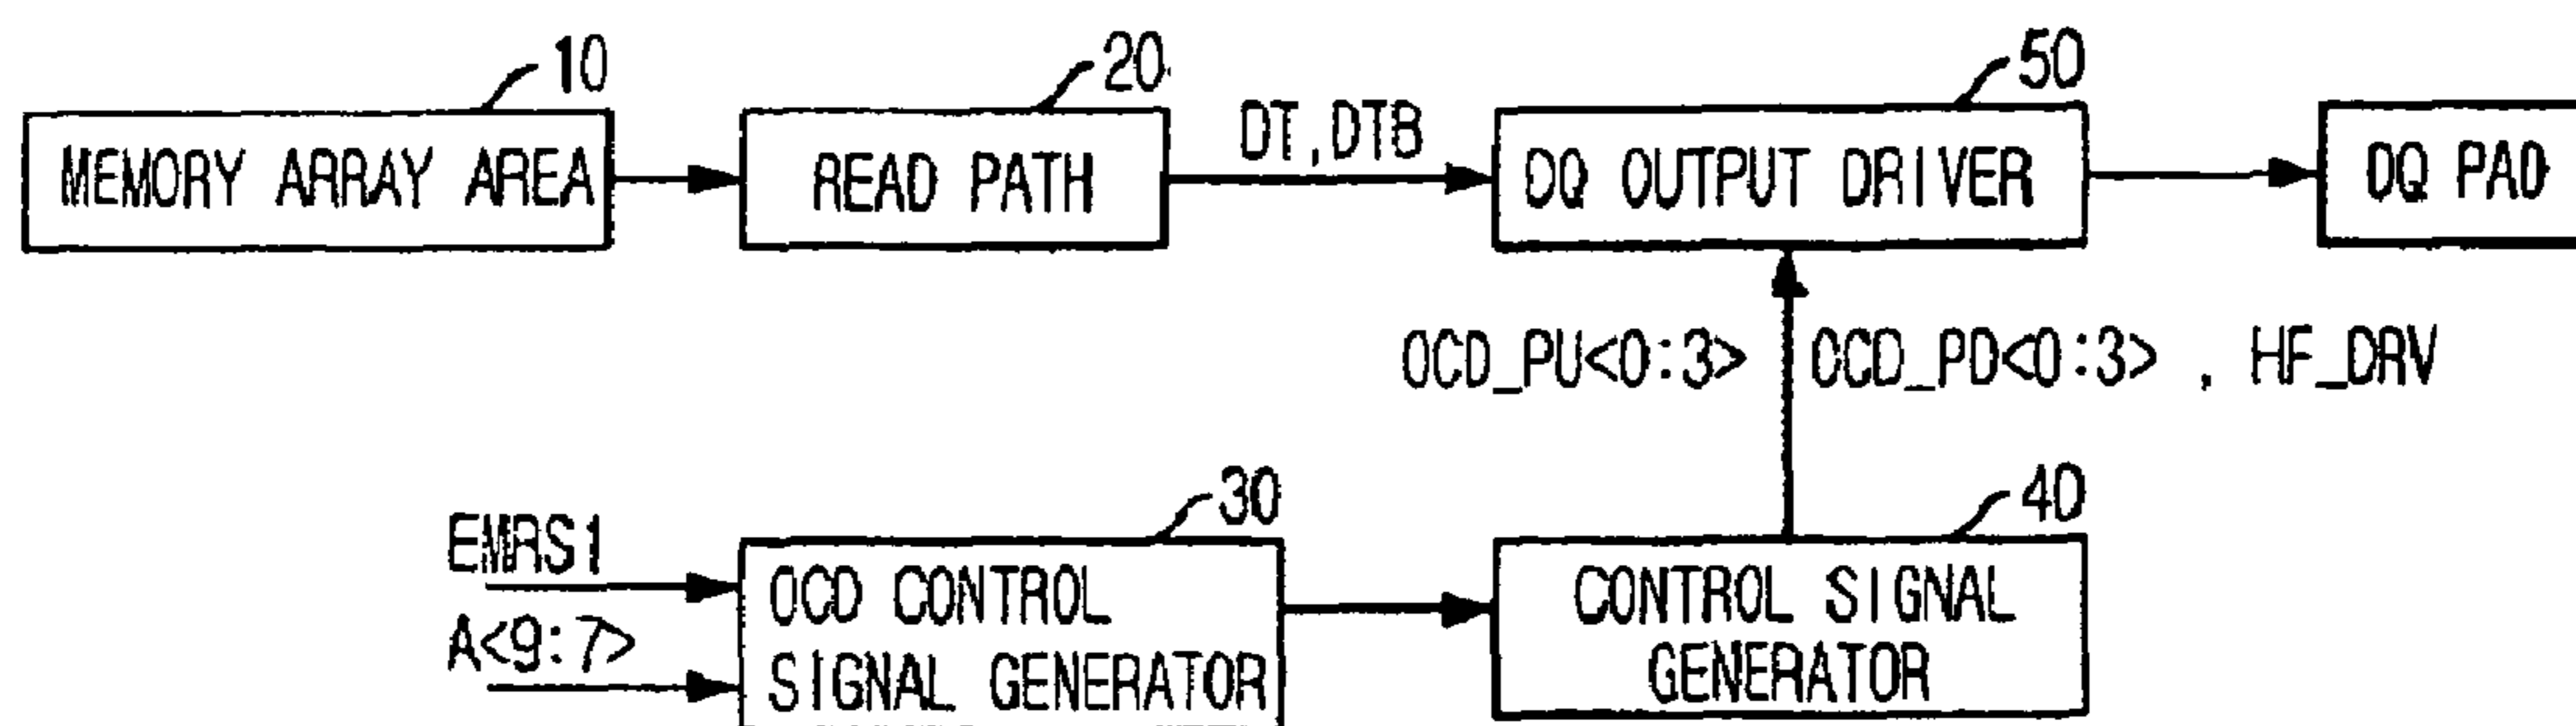 10
20
50
MEMORY ARRAY AREA
READ PATH
DT,DTB
DQ OUTPUT DRIVER
DQ PAD
OCD_PU<0:3>
OCD_PD<0:3> , HF_DRV
30
40
EMRS1
A<9:7>
OCD CONTROL
SIGNAL GENERATOR
CONTROL SIGNAL
GENERATOR